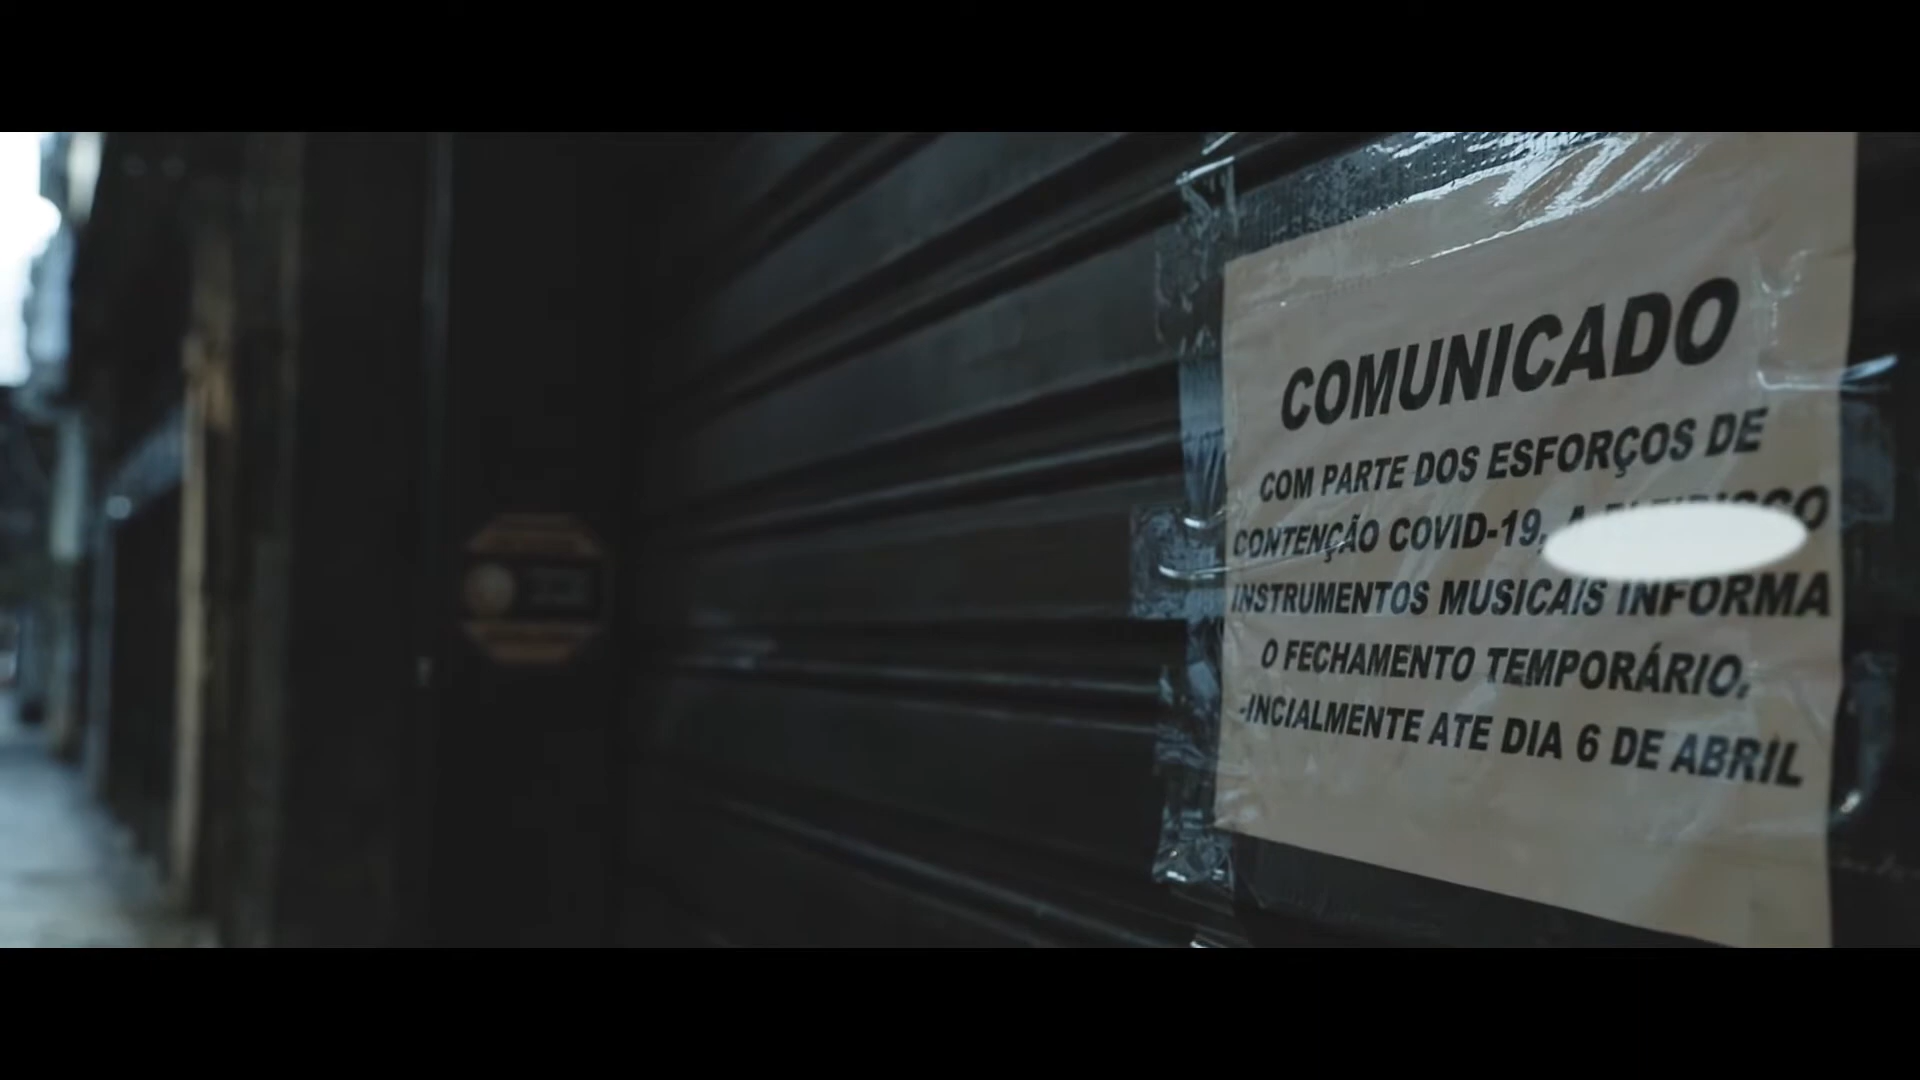 COMUNICADO
COM PARTE DOS ESFORÇOS DE
CONTENÇÃO COVID-19, A
INSTRUMENTOS MUSICAIS INFORMA
O FECHAMENTO TEMPORÁRIO.
-INCIALMENTE ATE DIA 6 DE ABRIL